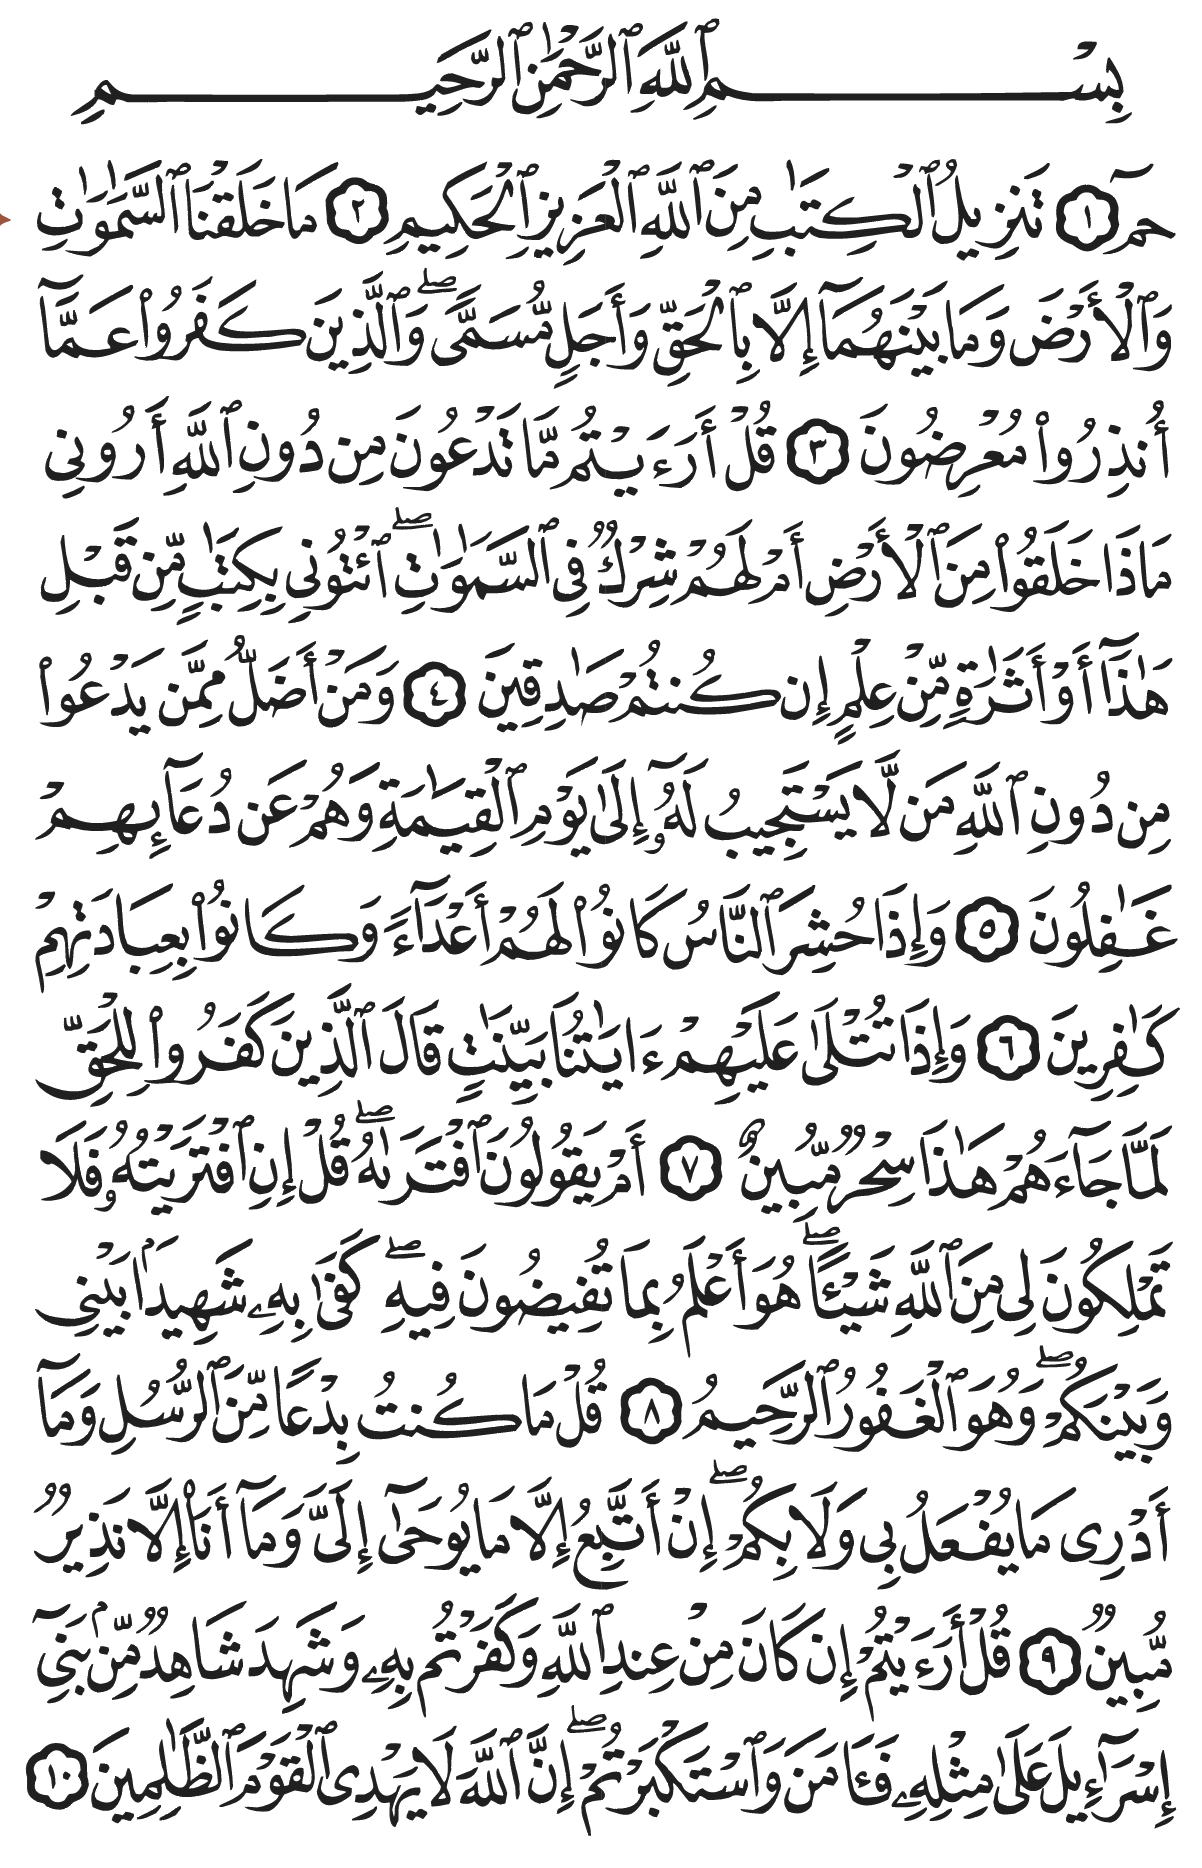 بِسْمِ ٱللَّهِ ٱلرَّحْمَٰنِ ٱلرَّحِيمِ
حمٓ ١ تَنزِيلُ ٱلْكِتَٰبِ مِنَ ٱللَّهِ ٱلْعَزِيزِ ٱلْحَكِيمِ ٢ مَا خَلَقْنَا ٱلسَّمَٰوَٰتِ
وَٱلْأَرْضَ وَمَا بَيْنَهُمَآ إِلَّا بِٱلْحَقِّ وَأَجَلٍ مُّسَمًّىۖ وَٱلَّذِينَ كَفَرُوا۟ عَمَّآ
أُنذِرُوا۟ مُعْرِضُونَ ٣ قُلْ أَرَءَيْتُم مَّا تَدْعُونَ مِن دُونِ ٱللَّهِ أَرُونِى
مَاذَا خَلَقُوا۟ مِنَ ٱلْأَرْضِ أَمْ لَهُمْ شِرْكٌ فِى ٱلسَّمَٰوَٰتِۖ ٱئْتُونِى بِكِتَٰبٍ مِّن قَبْلِ
هَٰذَآ أَوْ أَثَٰرَةٍ مِّنْ عِلْمٍ إِن كُنتُمْ صَٰدِقِينَ ٤ وَمَنْ أَضَلُّ مِمَّن يَدْعُوا۟
مِن دُونِ ٱللَّهِ مَن لَّا يَسْتَجِيبُ لَهُۥٓ إِلَىٰ يَوْمِ ٱلْقِيَٰمَةِ وَهُمْ عَن دُعَآئِهِمْ
غَٰفِلُونَ ٥ وَإِذَا حُشِرَ ٱلنَّاسُ كَانُوا۟ لَهُمْ أَعْدَآءً وَكَانُوا۟ بِعِبَادَتِهِمْ
كَٰفِرِينَ ٦ وَإِذَا تُتْلَىٰ عَلَيْهِمْ ءَايَٰتُنَا بَيِّنَٰتٍ قَالَ ٱلَّذِينَ كَفَرُوا۟ لِلْحَقِّ
لَمَّا جَآءَهُمْ هَٰذَا سِحْرٌ مُّبِينٌ ٧ أَمْ يَقُولُونَ ٱفْتَرَىٰهُۖ قُلْ إِنِ ٱفْتَرَيْتُهُۥ فَلَا
تَمْلِكُونَ لِى مِنَ ٱللَّهِ شَيْـًٔاۖ هُوَ أَعْلَمُ بِمَا تُفِيضُونَ فِيهِۖ كَفَىٰ بِهِۦ شَهِيدًۢا بَيْنِى
وَبَيْنَكُمْۖ وَهُوَ ٱلْغَفُورُ ٱلرَّحِيمُ ٨ قُلْ مَا كُنتُ بِدْعًا مِّنَ ٱلرُّسُلِ وَمَآ
أَدْرِى مَا يُفْعَلُ بِى وَلَا بِكُمْۖ إِنْ أَتَّبِعُ إِلَّا مَا يُوحَىٰٓ إِلَىَّ وَمَآ أَنَا۠ إِلَّا نَذِيرٌ
مُّبِينٌ ٩ قُلْ أَرَءَيْتُمْ إِن كَانَ مِنْ عِندِ ٱللَّهِ وَكَفَرْتُم بِهِۦ وَشَهِدَ شَاهِدٌ مِّنۢ بَنِىٓ
إِسْرَٰٓءِيلَ عَلَىٰ مِثْلِهِۦ فَـَٔامَنَ وَٱسْتَكْبَرْتُمْۖ إِنَّ ٱللَّهَ لَا يَهْدِى ٱلْقَوْمَ ٱلظَّٰلِمِينَ ١٠